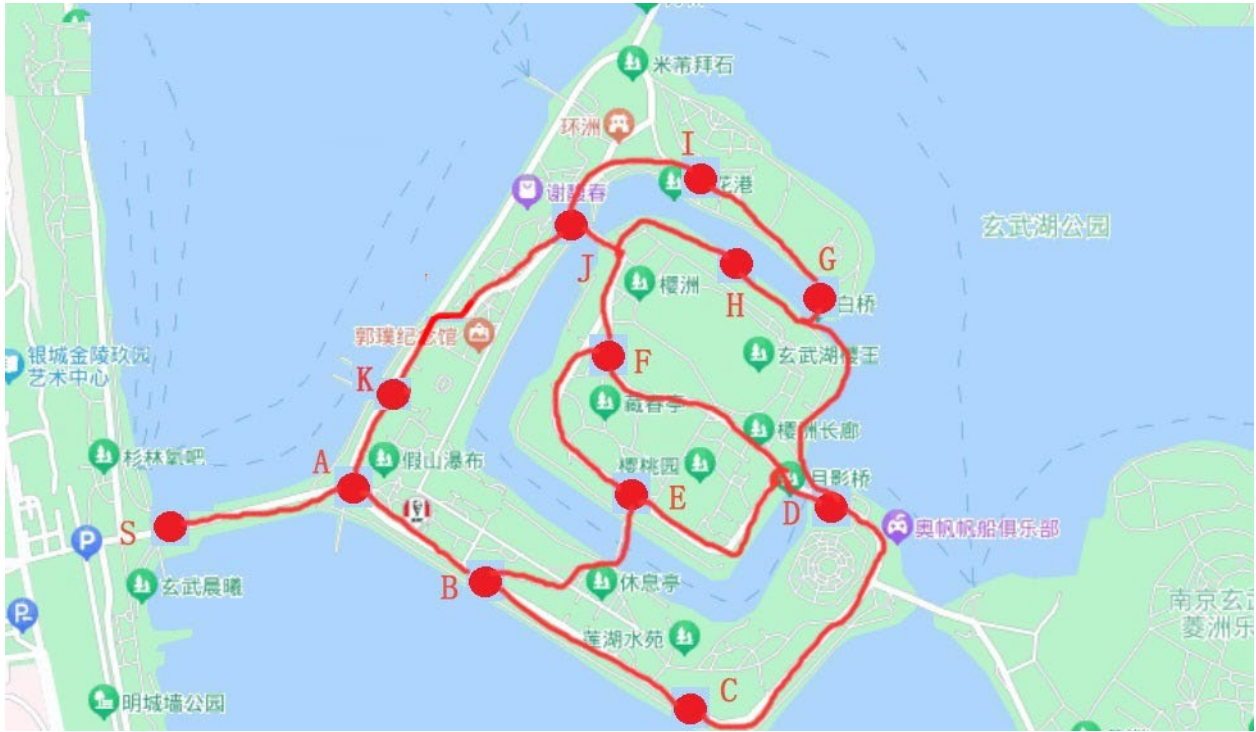 米芾拜石
环洲
I
谢馥春
花港
玄武湖公园
J
G
樱洲
H
白桥
郭璞纪念馆
银城金陵玖园
艺术中心
玄武湖樱王
F
K
藏春亭
樱洲长廊
杉林氧吧
A
假山瀑布
樱桃园
月影桥
E
D
S
P
奥帆帆船俱乐部
玄武晨曦
B
休息亭
P
南京玄武
菱洲乐
莲湖水苑
C
明城墙公园